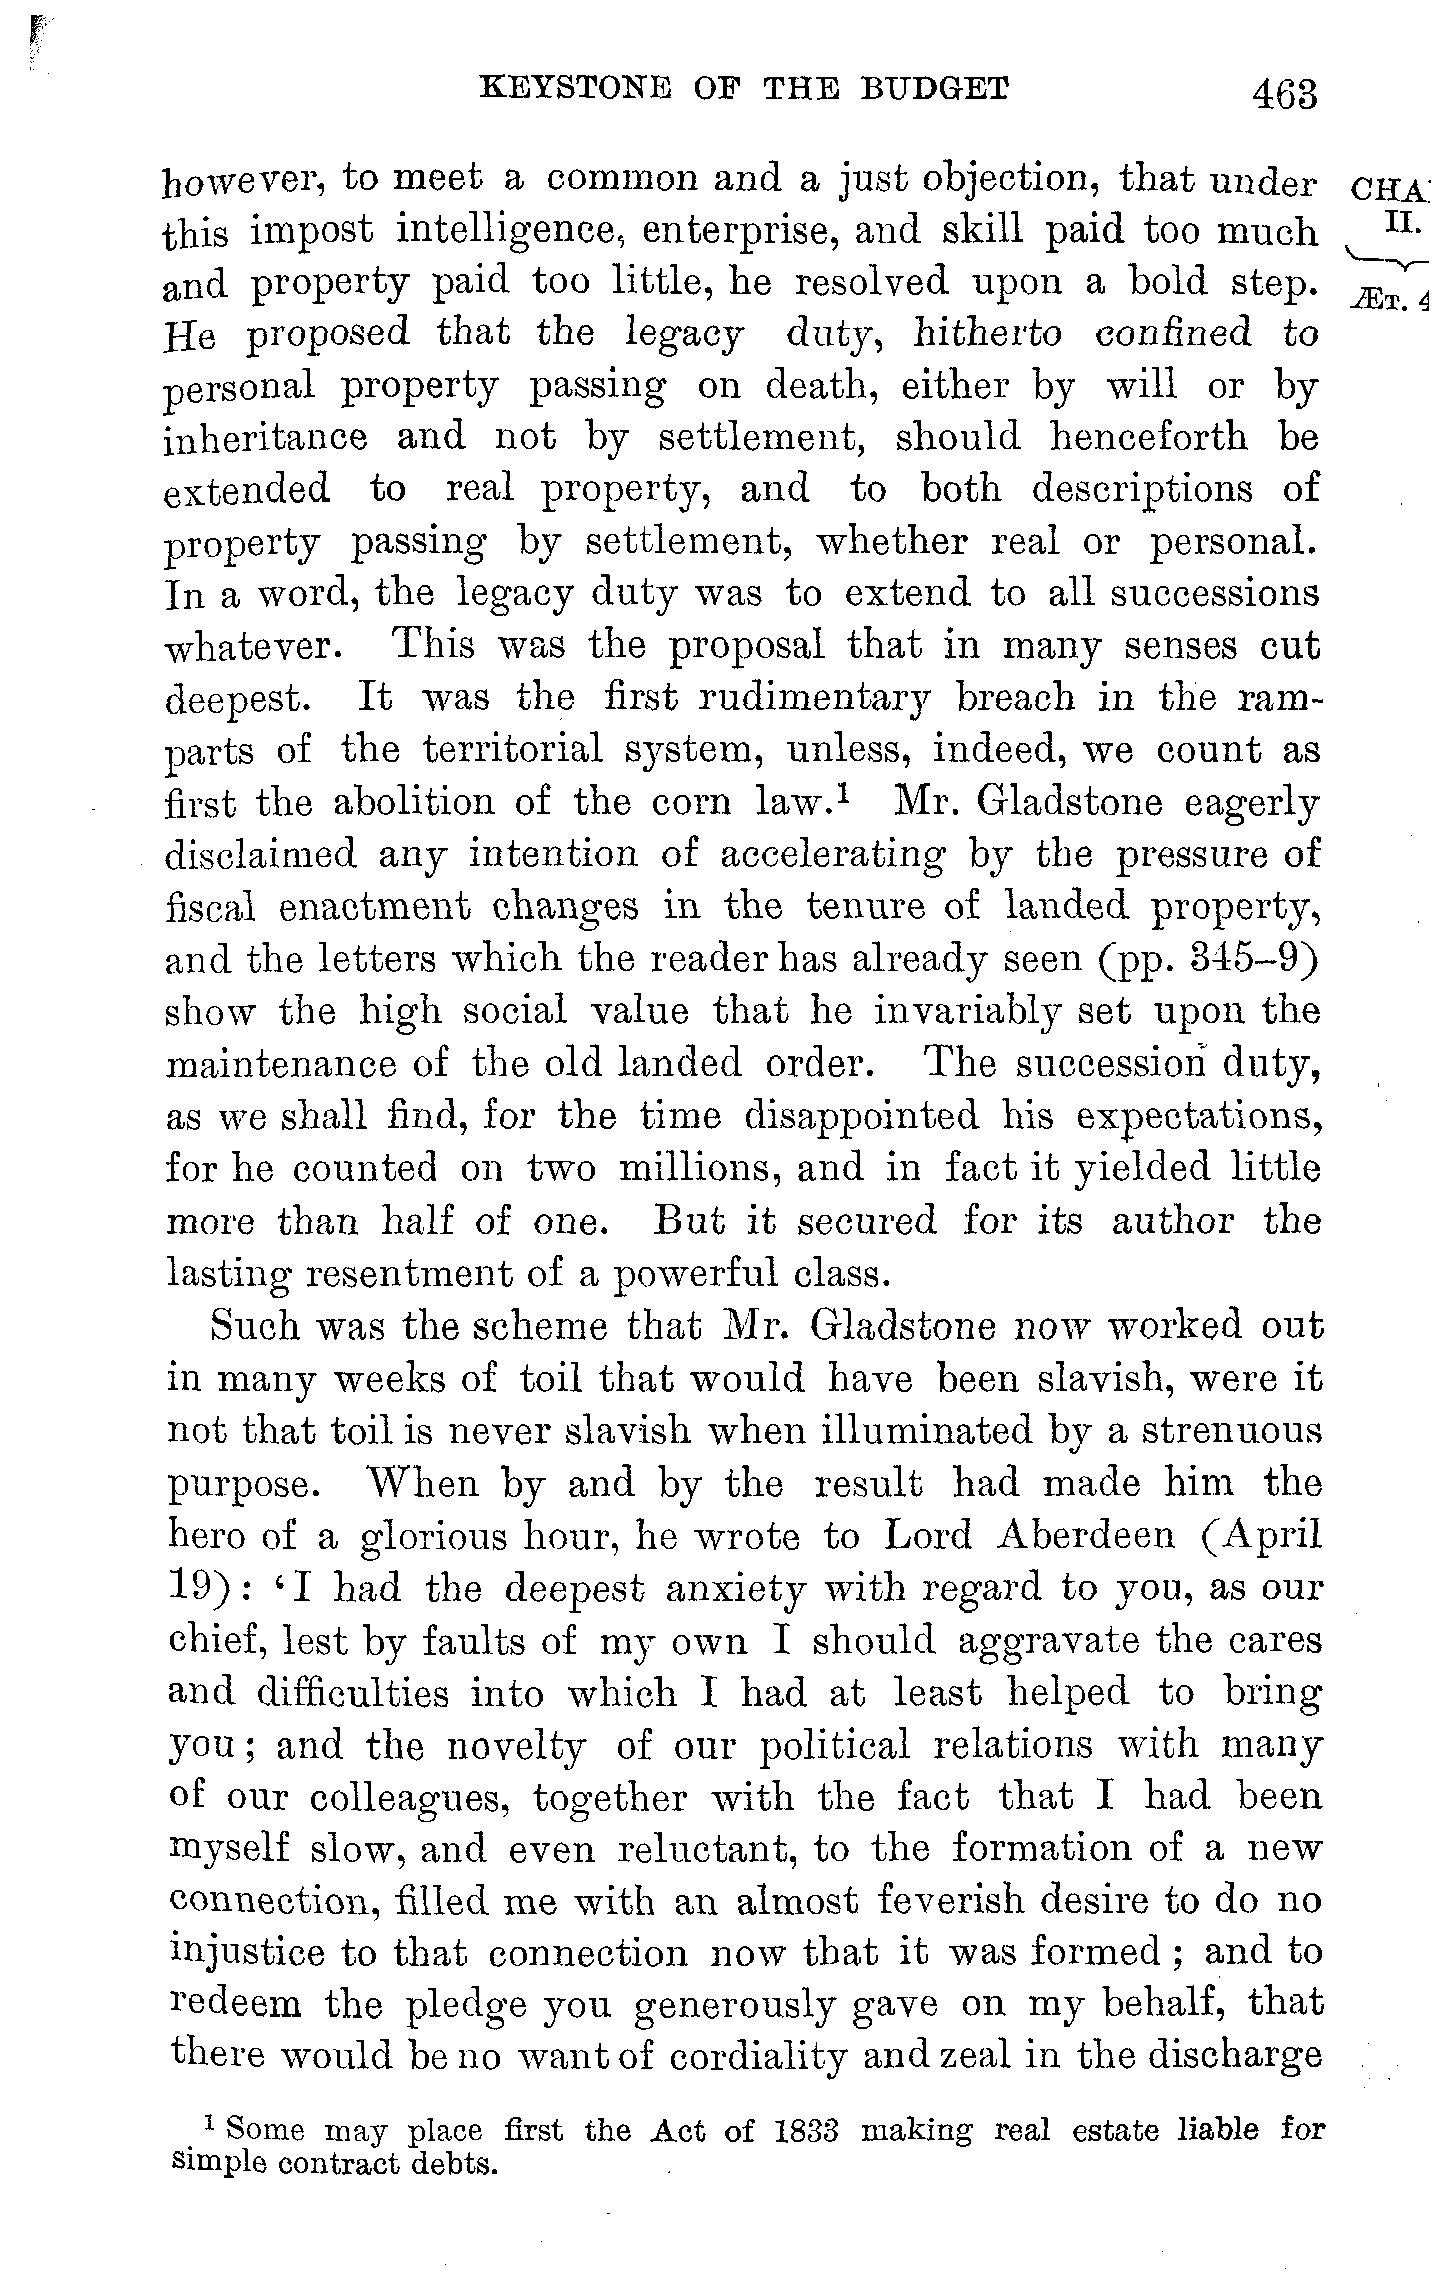 KEYSTONE OF THE BUDGET 463
however, to meet a common and a just objection, that under
this impost intelligence, enterprise, and skill paid too much
and property paid too little, he resolved upon a bold step.
He proposed that the legacy duty, hitherto confined to
personal property passing on death, either by will or by
inheritance and not by settlement, should henceforth be
extended to real property, and to both descriptions of
property passing by settlement, whether real or personal.
In a word, the legacy duty was to extend to all successions
whatever. This was the proposal that in many senses cut
deepest. It was the first rudimentary breach in the ram-
parts of the territorial system, unless, indeed, we count as
first the abolition of the corn law.¹ Mr. Gladstone eagerly
disclaimed any intention of accelerating by the pressure of
fiscal enactment changes in the tenure of landed property,
and the letters which the reader has already seen (pp. 345–9)
show the high social value that he invariably set upon the
maintenance of the old landed order. The succession duty,
as we shall find, for the time disappointed his expectations,
for he counted on two millions, and in fact it yielded little
more than half of one. But it secured for its author the
lasting resentment of a powerful class.
Such was the scheme that Mr. Gladstone now worked out
in many weeks of toil that would have been slavish, were it
not that toil is never slavish when illuminated by a strenuous
purpose. When by and by the result had made him the
hero of a glorious hour, he wrote to Lord Aberdeen (April
19): ‘I had the deepest anxiety with regard to you, as our
chief, lest by faults of my own I should aggravate the cares
and difficulties into which I had at least helped to bring
you; and the novelty of our political relations with many
of our colleagues, together with the fact that I had been
myself slow, and even reluctant, to the formation of a new
connection, filled me with an almost feverish desire to do no
injustice to that connection now that it was formed; and to
redeem the pledge you generously gave on my behalf, that
there would be no want of cordiality and zeal in the discharge
¹ Some may place first the Act of 1833 making real estate liable for
simple contract debts.
CHA
II.
ÆT. 4